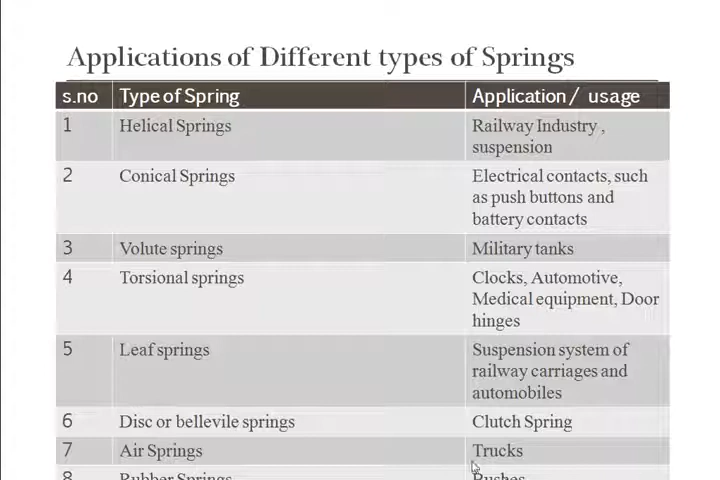 Applications of Different types of Springs
s.no Type of Spring Application / usage
1 Helical Springs Railway Industry ,
suspension
2 Conical Springs Electrical contacts, such
as push buttons and
battery contacts
3 Volute springs Military tanks
4 Torsional springs Clocks, Automotive,
Medical equipment, Door
hinges
5 Leaf springs Suspension system of
railway carriages and
automobiles
6 Disc or bellevile springs Clutch Spring
7 Air Springs Trucks
8 Rubber Springs